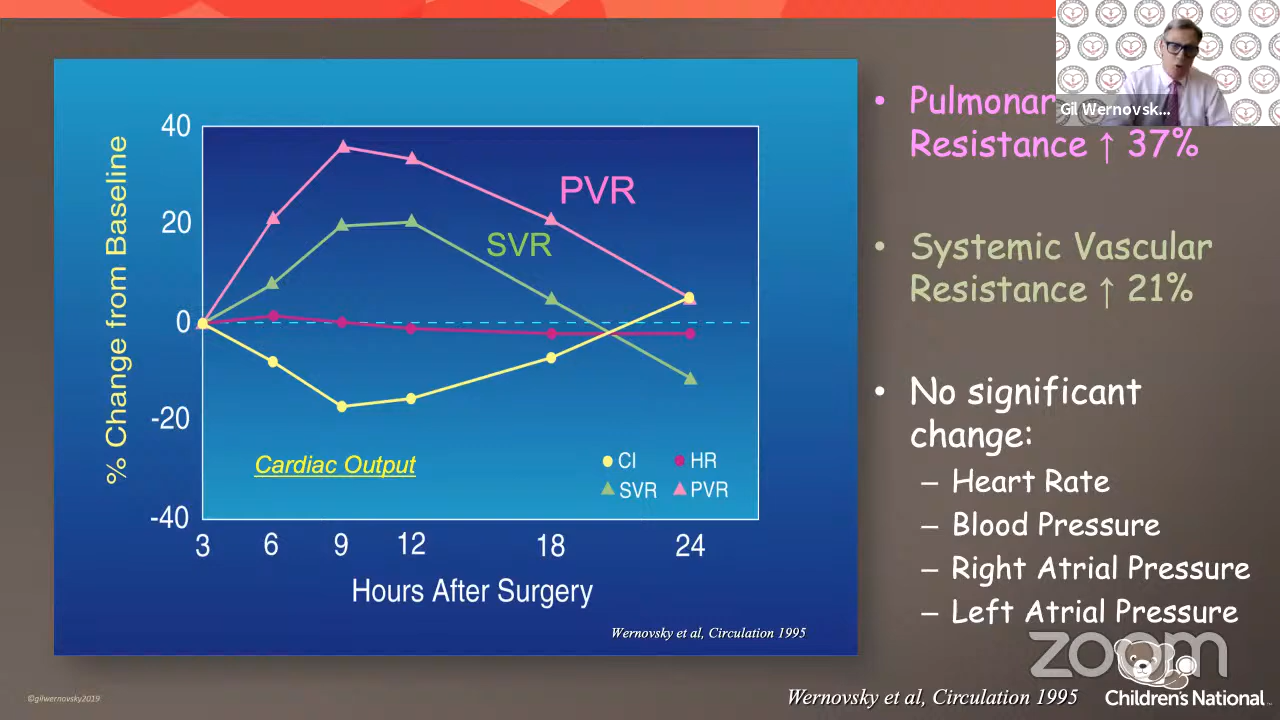 40
20
0
-20
-40
% Change from Baseline
PVR
SVR
Cardiac Output
CI
HR
SVR
PVR
3 6 9 12 18 24
Hours After Surgery
Wernovsky et al, Circulation 1995
• Pulmonar
Resistance ↑ 37%
• Systemic Vascular
Resistance ↑ 21%
• No significant
change:
– Heart Rate
– Blood Pressure
– Right Atrial Pressure
– Left Atrial Pressure
Gil Wernovsk...
zoom
©gilwernovsky2019
Wernovsky et al, Circulation 1995
Children's National